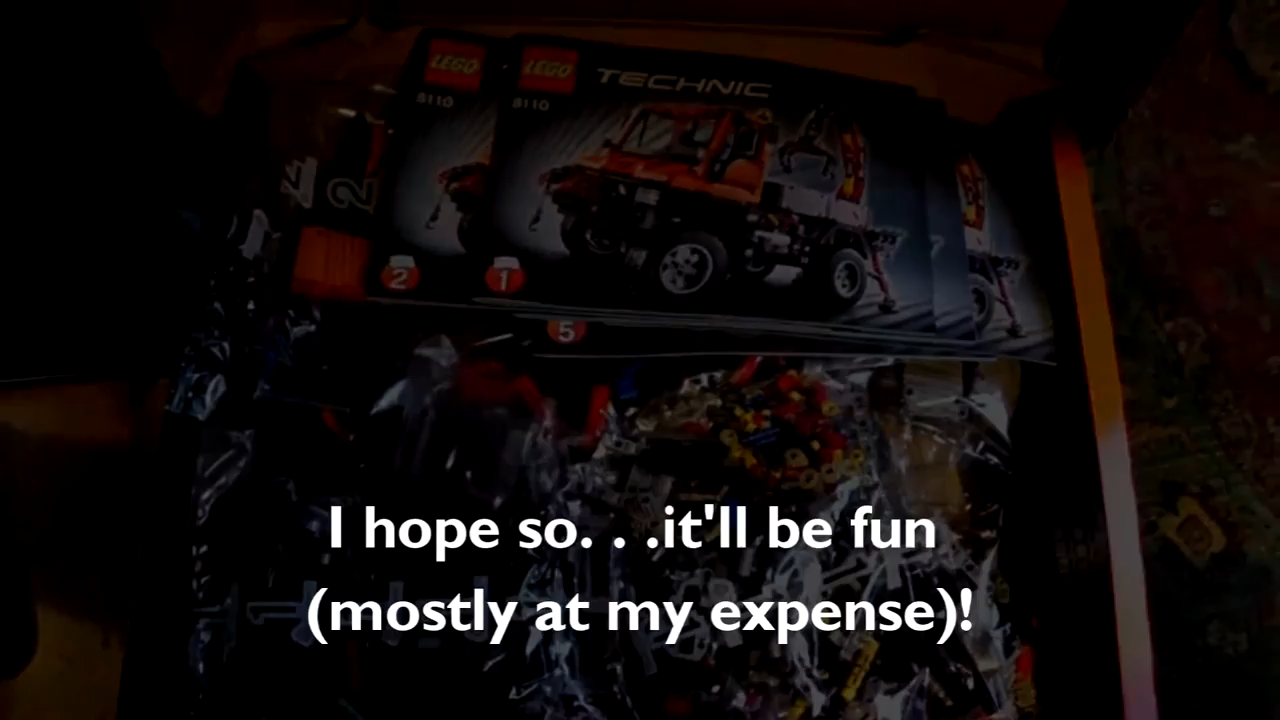 LEGO
LEGO TECHNIC
8110
8110
2
2
1
5
I hope so. . .it'll be fun
(mostly at my expense)!